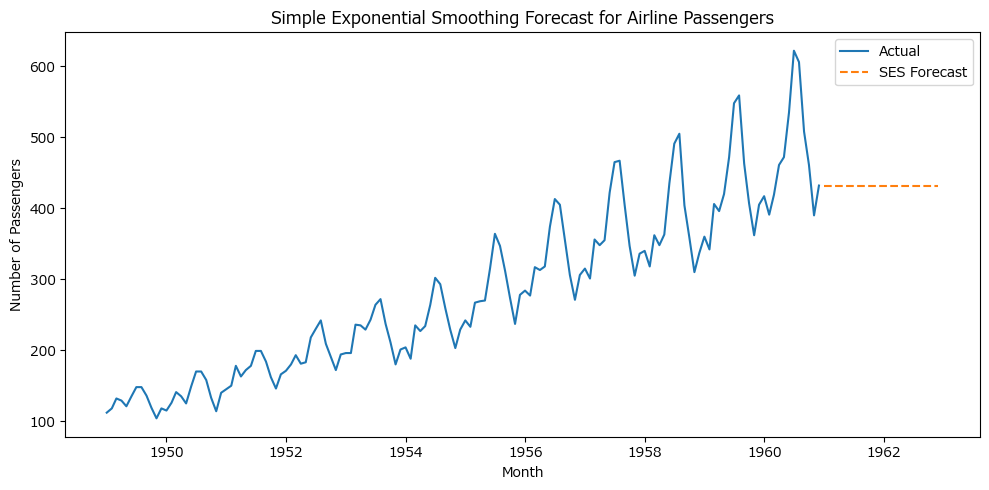 Simple Exponential Smoothing Forecast for Airline Passengers
Actual
SES Forecast
Number of Passengers
600
500
400
300
200
100
1950
1952
1954
1956
1958
1960
1962
Month